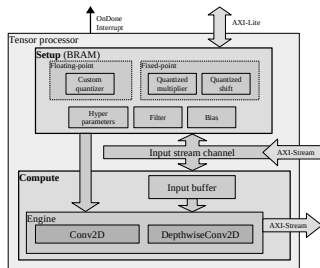 OnDone
Interrupt
AXI-Lite
Tensor processor
Setup (BRAM)
Floating-point
Fixed-point
Custom
quantizer
Quantized
multiplier
Quantized
shift
Hyper
parameters
Filter
Bias
Input stream channel
AXI-Stream
Compute
Input buffer
Engine
AXI-Stream
Conv2D
DepthwiseConv2D